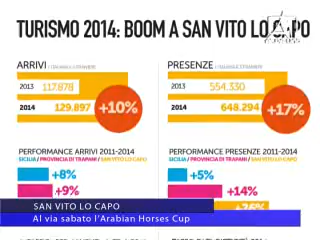 TURISMO 2014: BOOM A SAN VITO LO CAPO
ARRIVI
PRESENZE
2013 117.878
2013 554.330
2014 129.897 +10%
2014 648.294 +17%
PERFORMANCE ARRIVI 2011-2014
PERFORMANCE PRESENZE 2011-2014
SICILIA / PROVINCIA DI TRAPANI / SAN VITO LO CAPO
SICILIA / PROVINCIA DI TRAPANI / SAN VITO LO CAPO
+8%
+5%
+9%
+14%
SAN VITO LO CAPO
Al via sabato l'Arabian Horses Cup